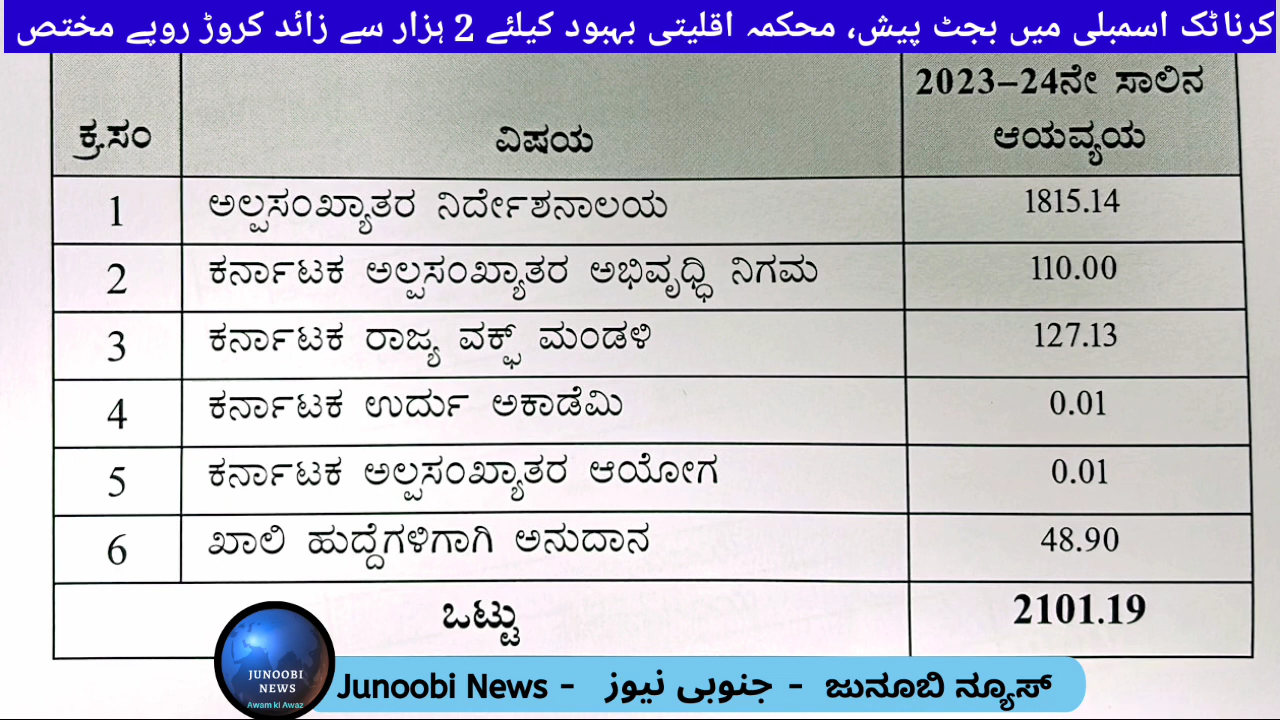 کرناٹک اسمبلی میں بجٹ پیش، محکمہ اقلیتی بہبود کیلئے 2 ہزار سے زائد کروڑ روپے مختص
ಕ್ರ.ಸಂ ವಿಷಯ 2023–24ನೇ ಸಾಲಿನ
ಆಯವ್ಯಯ
1 ಅಲ್ಪಸಂಖ್ಯಾತರ ನಿರ್ದೇಶನಾಲಯ 1815.14
2 ಕರ್ನಾಟಕ ಅಲ್ಪಸಂಖ್ಯಾತರ ಅಭಿವೃಧ್ಧಿ ನಿಗಮ 110.00
3 ಕರ್ನಾಟಕ ರಾಜ್ಯ ವಕ್ಫ್ ಮಂಡಳಿ 127.13
4 ಕರ್ನಾಟಕ ಉರ್ದು ಅಕಾಡೆಮಿ 0.01
5 ಕರ್ನಾಟಕ ಅಲ್ಪಸಂಖ್ಯಾತರ ಆಯೋಗ 0.01
6 ಖಾಲಿ ಹುದ್ದೆಗಳಿಗಾಗಿ ಅನುದಾನ 48.90
ಒಟ್ಟು 2101.19
JUNOOBI
NEWS
Awam ki Awaz
Junoobi News - جنوبی نیوز - ಜುನೂಬಿ ನ್ಯೂಸ್